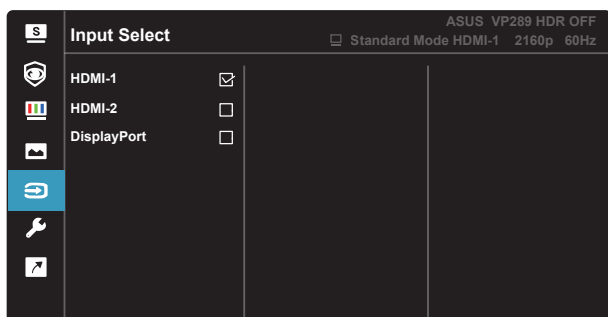 S
Input Select
ASUS VP289 HDR OFF
Standard Mode HDMI-1 2160p 60Hz
HDMI-1
HDMI-2
DisplayPort